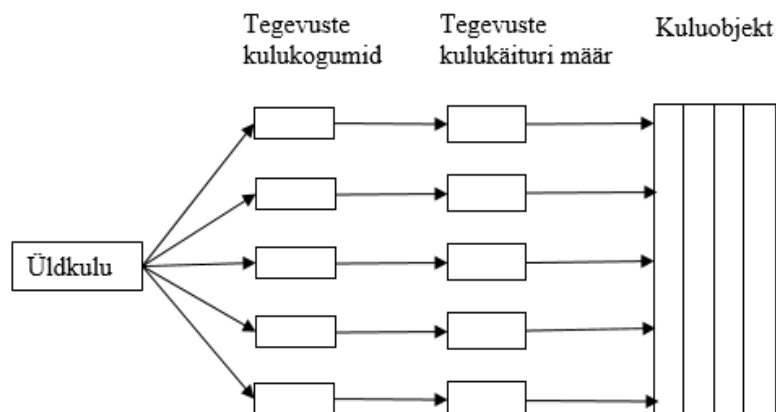 Tegevuste
kulukogumid
Tegevuste
kulukäituri määr
Kuluobjekt
Üldkulu